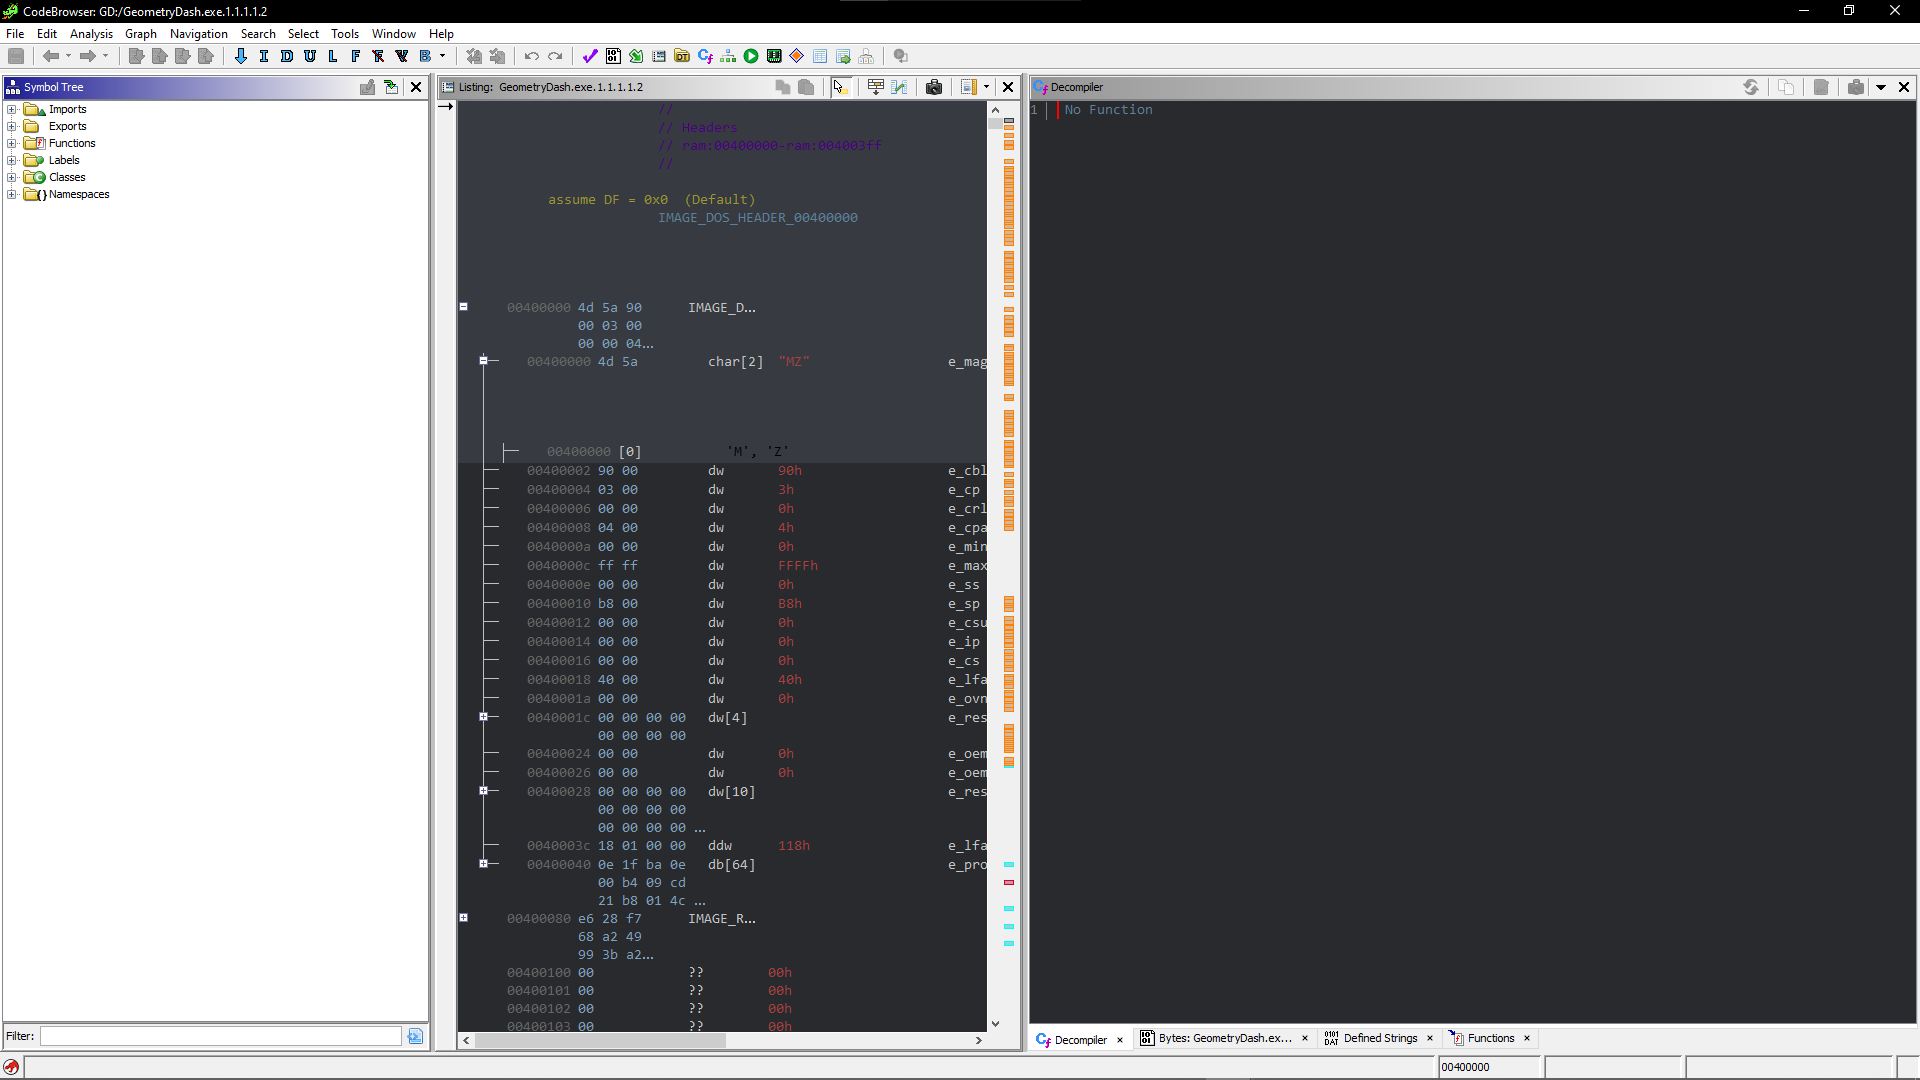 CodeBrowser: GD:/GeometryDash.exe.1.1.1.1.2
File Edit Analysis Graph Navigation Search Select Tools Window Help
I D U L F V B
Symbol Tree
Imports
Exports
Functions
Labels
Classes
Namespaces
Filter:
Listing: GeometryDash.exe.1.1.1.1.2
//
// Headers
// ram:00400000-ram:004003ff
//
assume DF = 0x0 (Default)
IMAGE_DOS_HEADER_00400000
00400000 4d 5a 90 IMAGE_D...
00 03 00
00 00 04...
00400000 4d 5a char[2] "MZ" e_mag
00400000 [0] 'M', 'Z'
00400002 90 00 dw 90h e_cbl
00400004 03 00 dw 3h e_cp
00400006 00 00 dw 0h e_crl
00400008 04 00 dw 4h e_cpa
0040000a 00 00 dw 0h e_min
0040000c ff ff dw FFFFh e_max
0040000e 00 00 dw 0h e_ss
00400010 b8 00 dw B8h e_sp
00400012 00 00 dw 0h e_csu
00400014 00 00 dw 0h e_ip
00400016 00 00 dw 0h e_cs
00400018 40 00 dw 40h e_lfa
0040001a 00 00 dw 0h e_ovn
0040001c 00 00 00 00 dw[4] e_res
00 00 00 00
00400024 00 00 dw 0h e_oem
00400026 00 00 dw 0h e_oem
00400028 00 00 00 00 dw[10] e_res
00 00 00 00
00 00 00 00 ...
0040003c 18 01 00 00 ddw 118h e_lfa
00400040 0e 1f ba 0e db[64] e_pro
00 b4 09 cd
21 b8 01 4c ...
00400080 e6 28 f7 IMAGE_R...
68 a2 49
99 3b a2...
00400100 00 ?? 00h
00400101 00 ?? 00h
00400102 00 ?? 00h
00400103 00 ?? 00h
Decompiler
1 No Function
Decompiler
Bytes: GeometryDash.ex...
Defined Strings
Functions
00400000